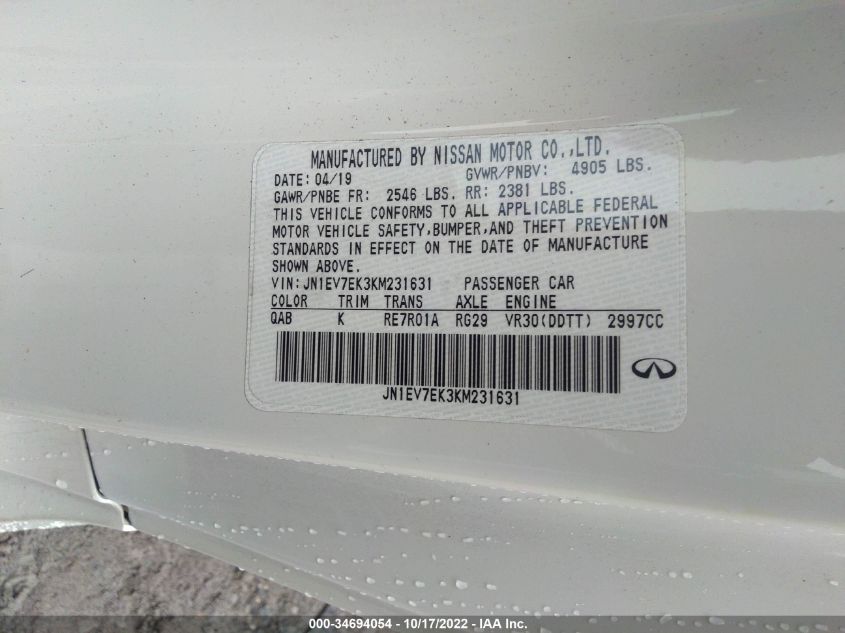 MANUFACTURED BY NISSAN MOTOR CO.,LTD.
DATE: 04/19 GVWR/PNBV: 4905 LBS.
GAWR/PNBE FR: 2546 LBS. RR: 2381 LBS.
THIS VEHICLE CONFORMS TO ALL APPLICABLE FEDERAL
MOTOR VEHICLE SAFETY,BUMPER,AND THEFT PREVENTION
STANDARDS IN EFFECT ON THE DATE OF MANUFACTURE
SHOWN ABOVE.
VIN:JN1EV7EK3KM231631 PASSENGER CAR
COLOR TRIM TRANS AXLE ENGINE
QAB K RE7R01A RG29 VR30(DDTT) 2997CC
JN1EV7EK3KM231631
000-34694054 - 10/17/2022 - IAA Inc.